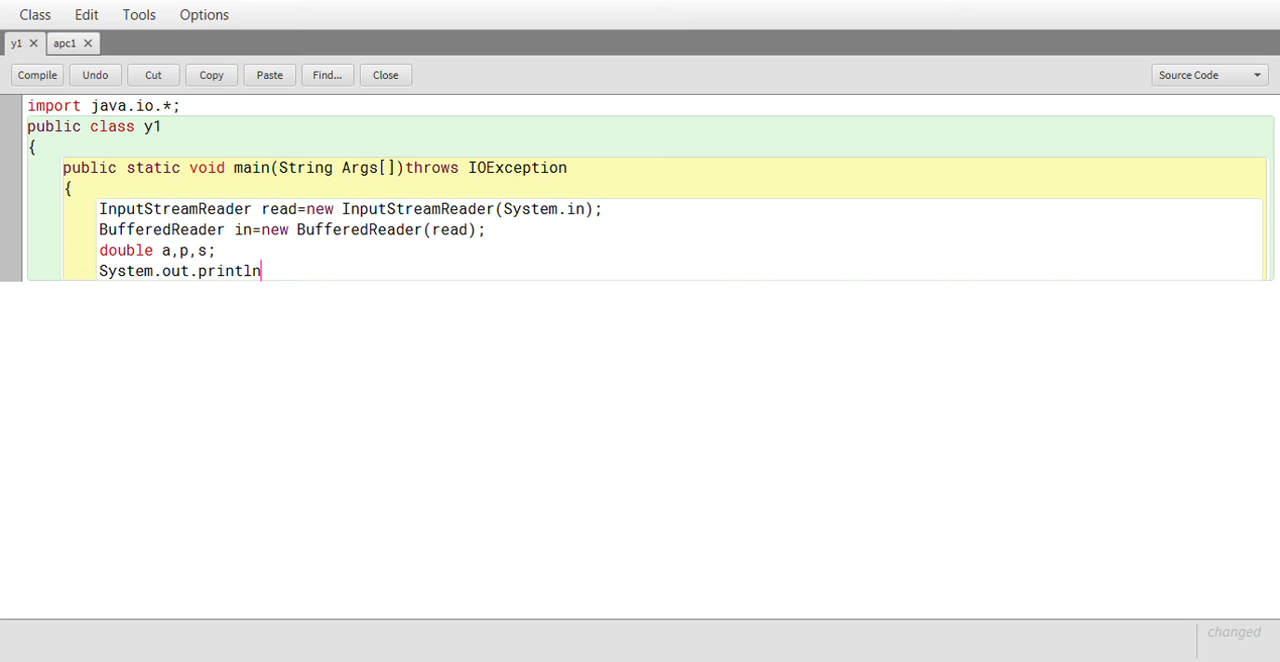 Class Edit Tools Options
y1 apc1
Compile Undo Cut Copy Paste Find... Close Source Code
import java.io.*;
public class y1
{
public static void main(String Args[])throws IOException
{
InputStreamReader read=new InputStreamReader(System.in);
BufferedReader in=new BufferedReader(read);
double a,p,s;
System.out.println
changed